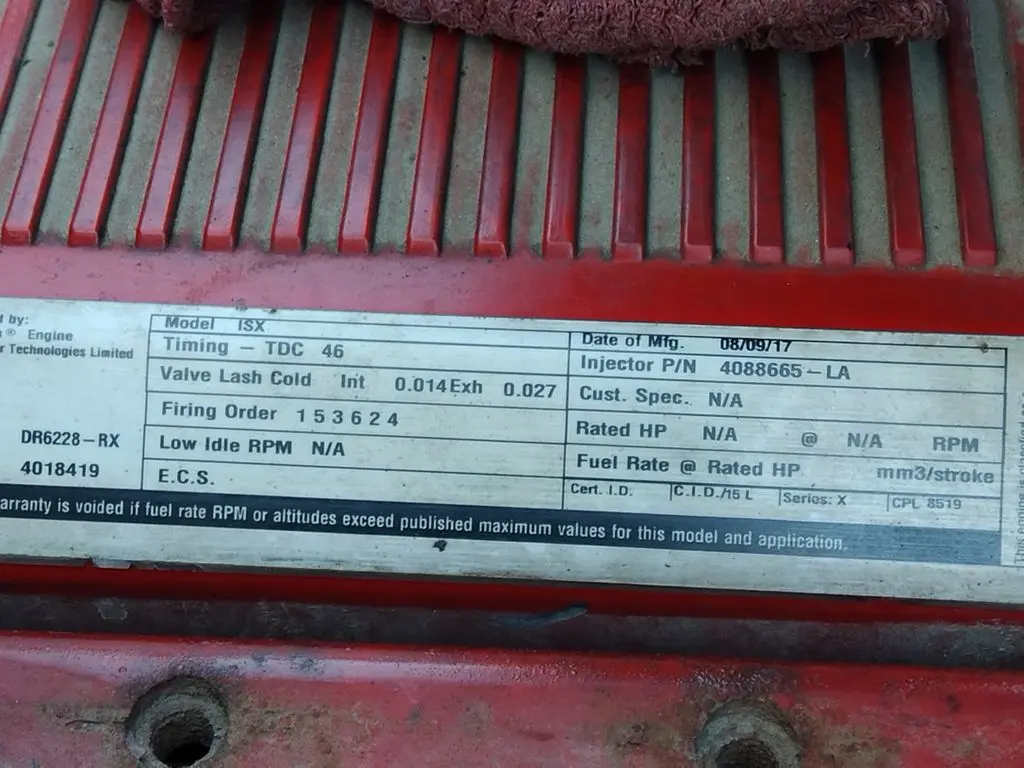 by:
® Engine
Technologies Limited
DR6228-RX
4018419
Model ISX
Timing - TDC 46
Valve Lash Cold Int 0.014 Exh 0.027
Firing Order 1 5 3 6 2 4
Low Idle RPM N/A
E.C.S.
Date of Mfg. 08/09/17
Injector P/N 4088665-LA
Cust. Spec. N/A
Rated HP N/A @ N/A RPM
Fuel Rate @ Rated HP mm3/stroke
Cert. I.D. C.I.D./15 L Series: X CPL 8519
arranty is voided if fuel rate RPM or altitudes exceed published maximum values for this model and application.